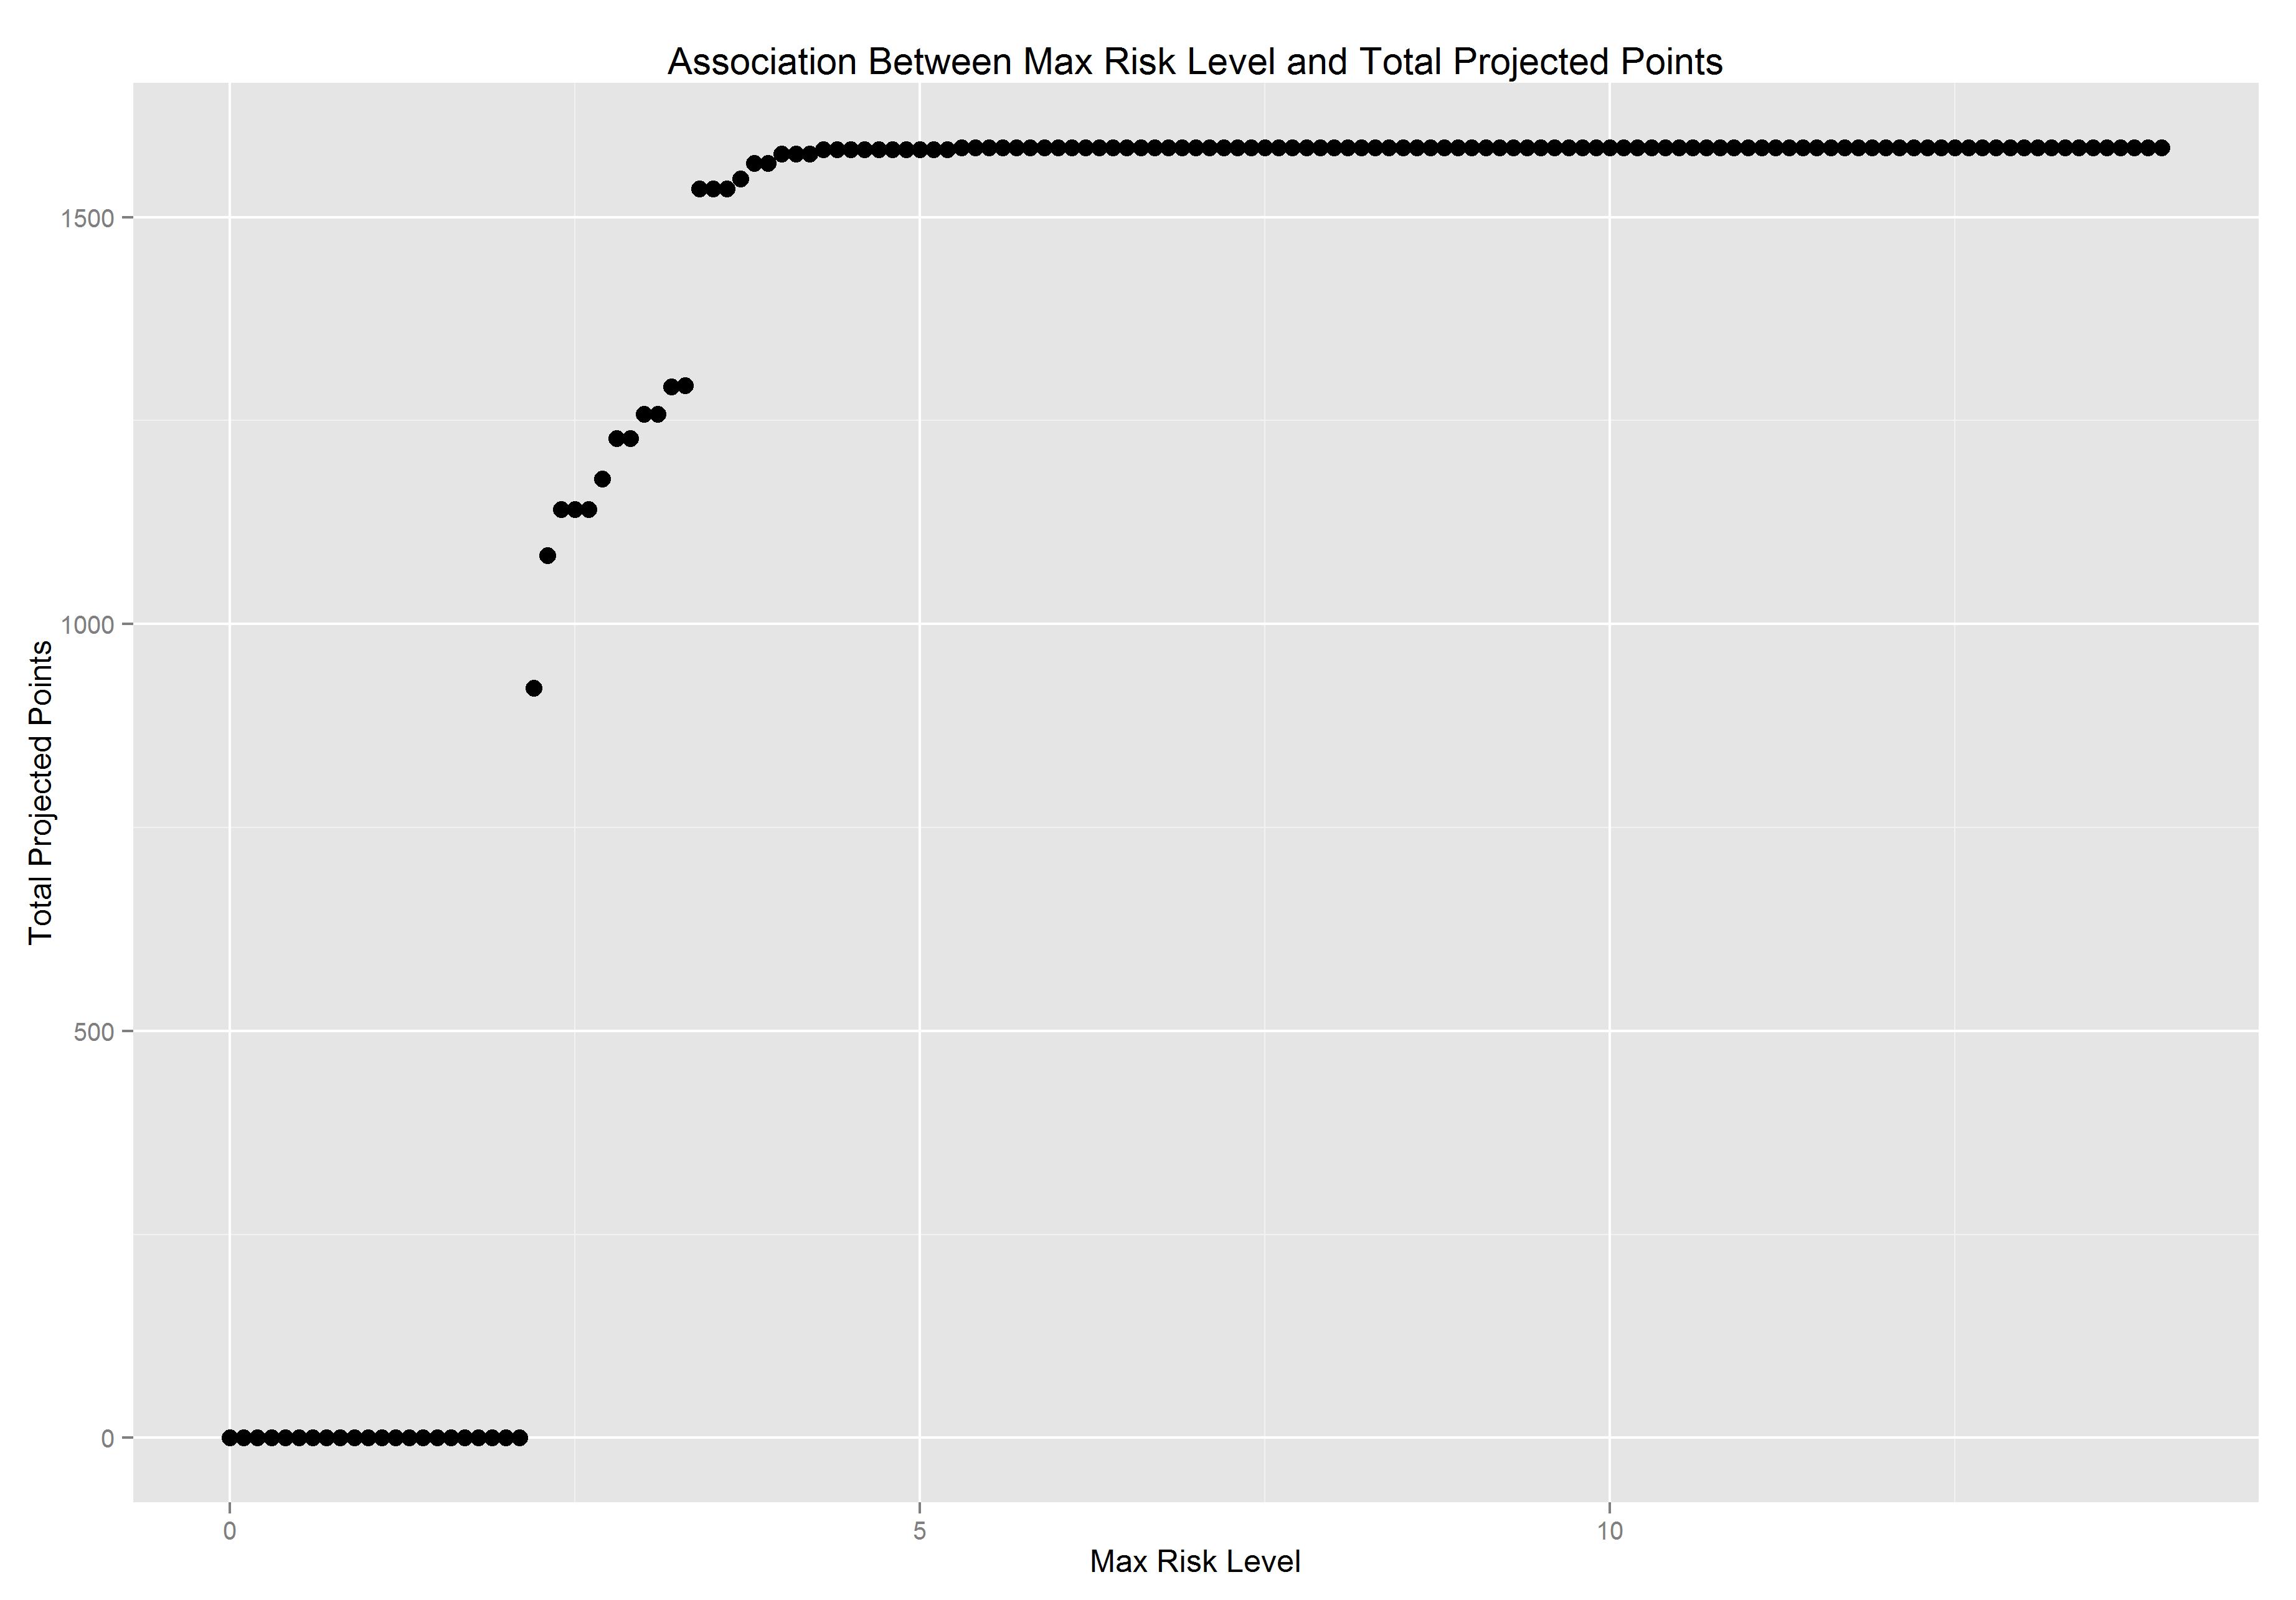 Association Between Max Risk Level and Total Projected Points
Total Projected Points
1500
1000
500
0
0 5 10
Max Risk Level